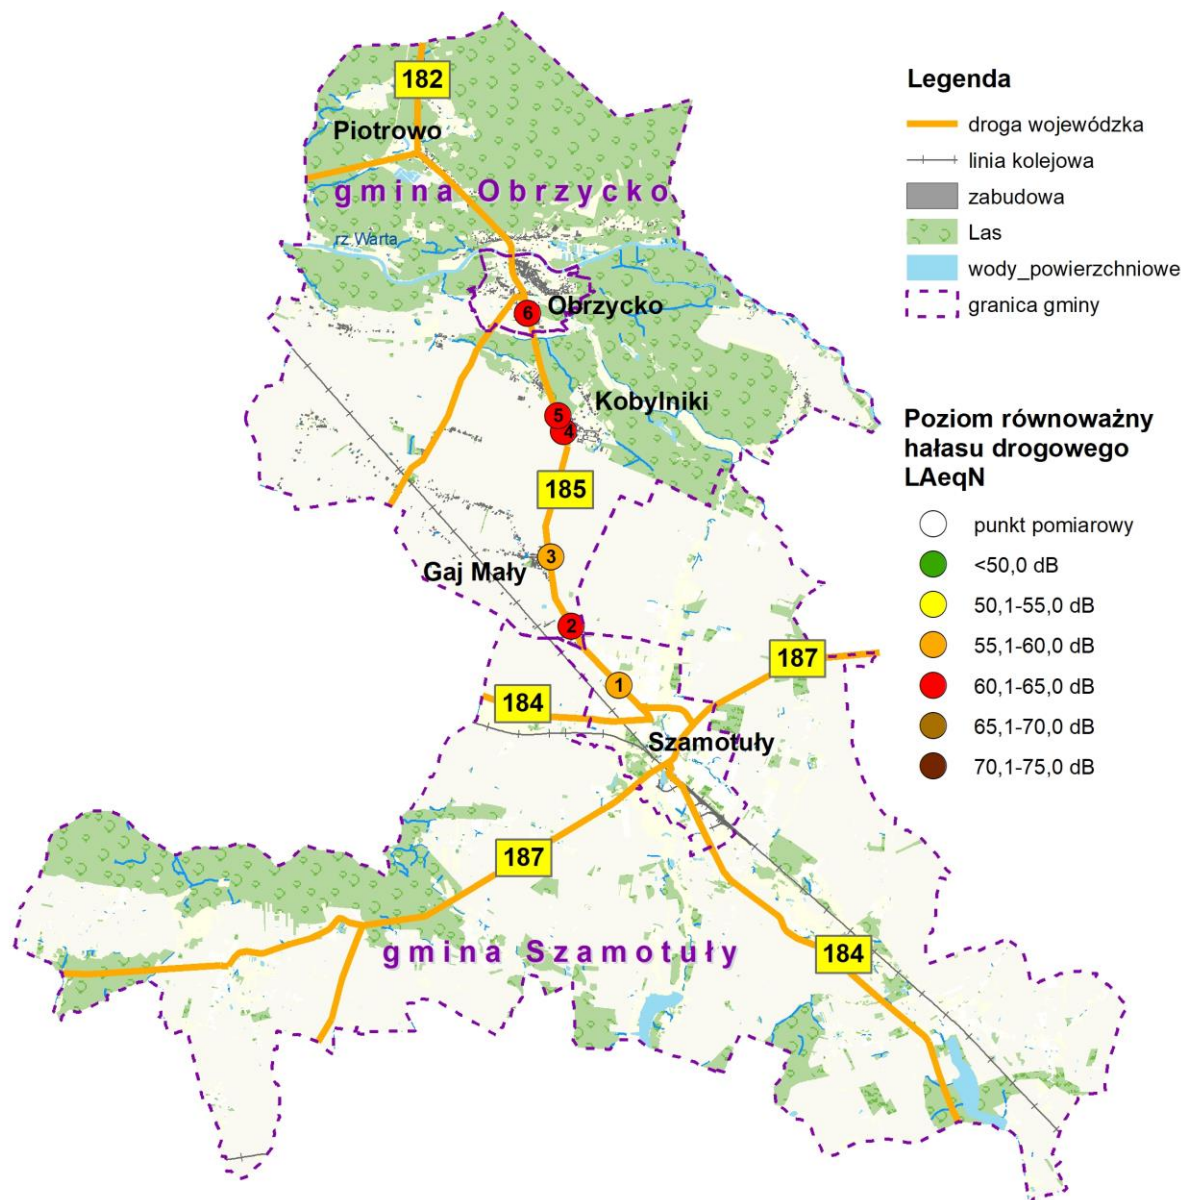 182
Piotrowo
gmina Obrzycko
rz Warta
6
Obrzycko
5
4
Kobylniki
185
3
Gaj Mały
2
187
1
184
Szamotuły
187
gmina Szamotuły
184
Legenda
droga wojewódzka
linia kolejowa
zabudowa
Las
wody_powierzchniowe
granica gminy
Poziom równoważny
hałasu drogowego
LAeqN
punkt pomiarowy
<50,0 dB
50,1-55,0 dB
55,1-60,0 dB
60,1-65,0 dB
65,1-70,0 dB
70,1-75,0 dB